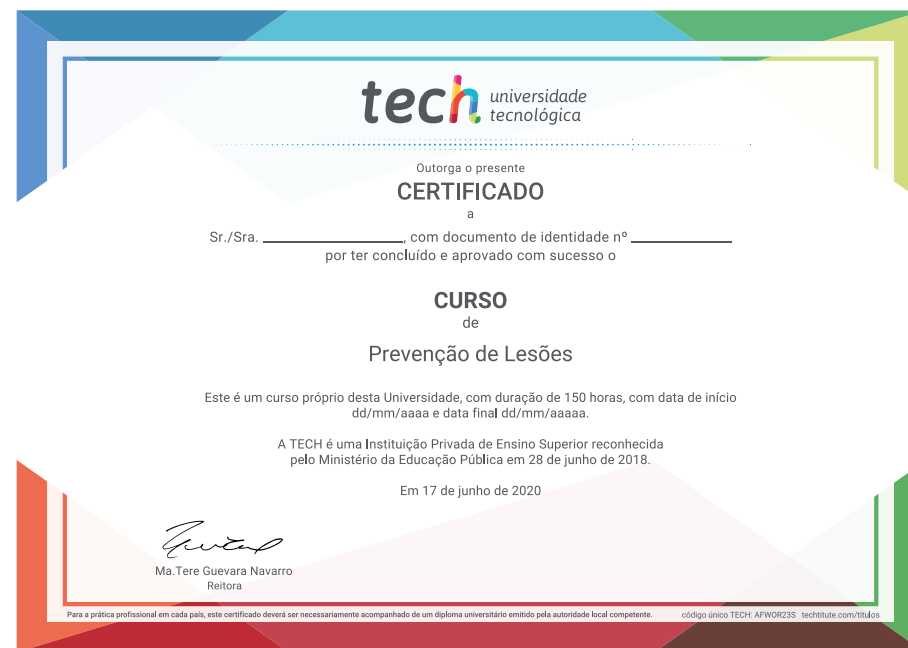 tech universidade
tecnológica
Outorga o presente
CERTIFICADO
a
Sr./Sra. ________________, com documento de identidade nº ____________
por ter concluído e aprovado com sucesso o
CURSO
de
Prevenção de Lesões
Este é um curso próprio desta Universidade, com duração de 150 horas, com data de início
dd/mm/aaaa e data final dd/mm/aaaaa.
A TECH é uma Instituição Privada de Ensino Superior reconhecida
pelo Ministério da Educação Pública em 28 de junho de 2018.
Em 17 de junho de 2020
Ma.Tere Guevara Navarro
Reitora
Para a prática profissional em cada país, este certificado deverá ser necessariamente acompanhado de um diploma universitário emitido pela autoridade local competente. código único TECH: AFWOR23S techtitute.com/titulos